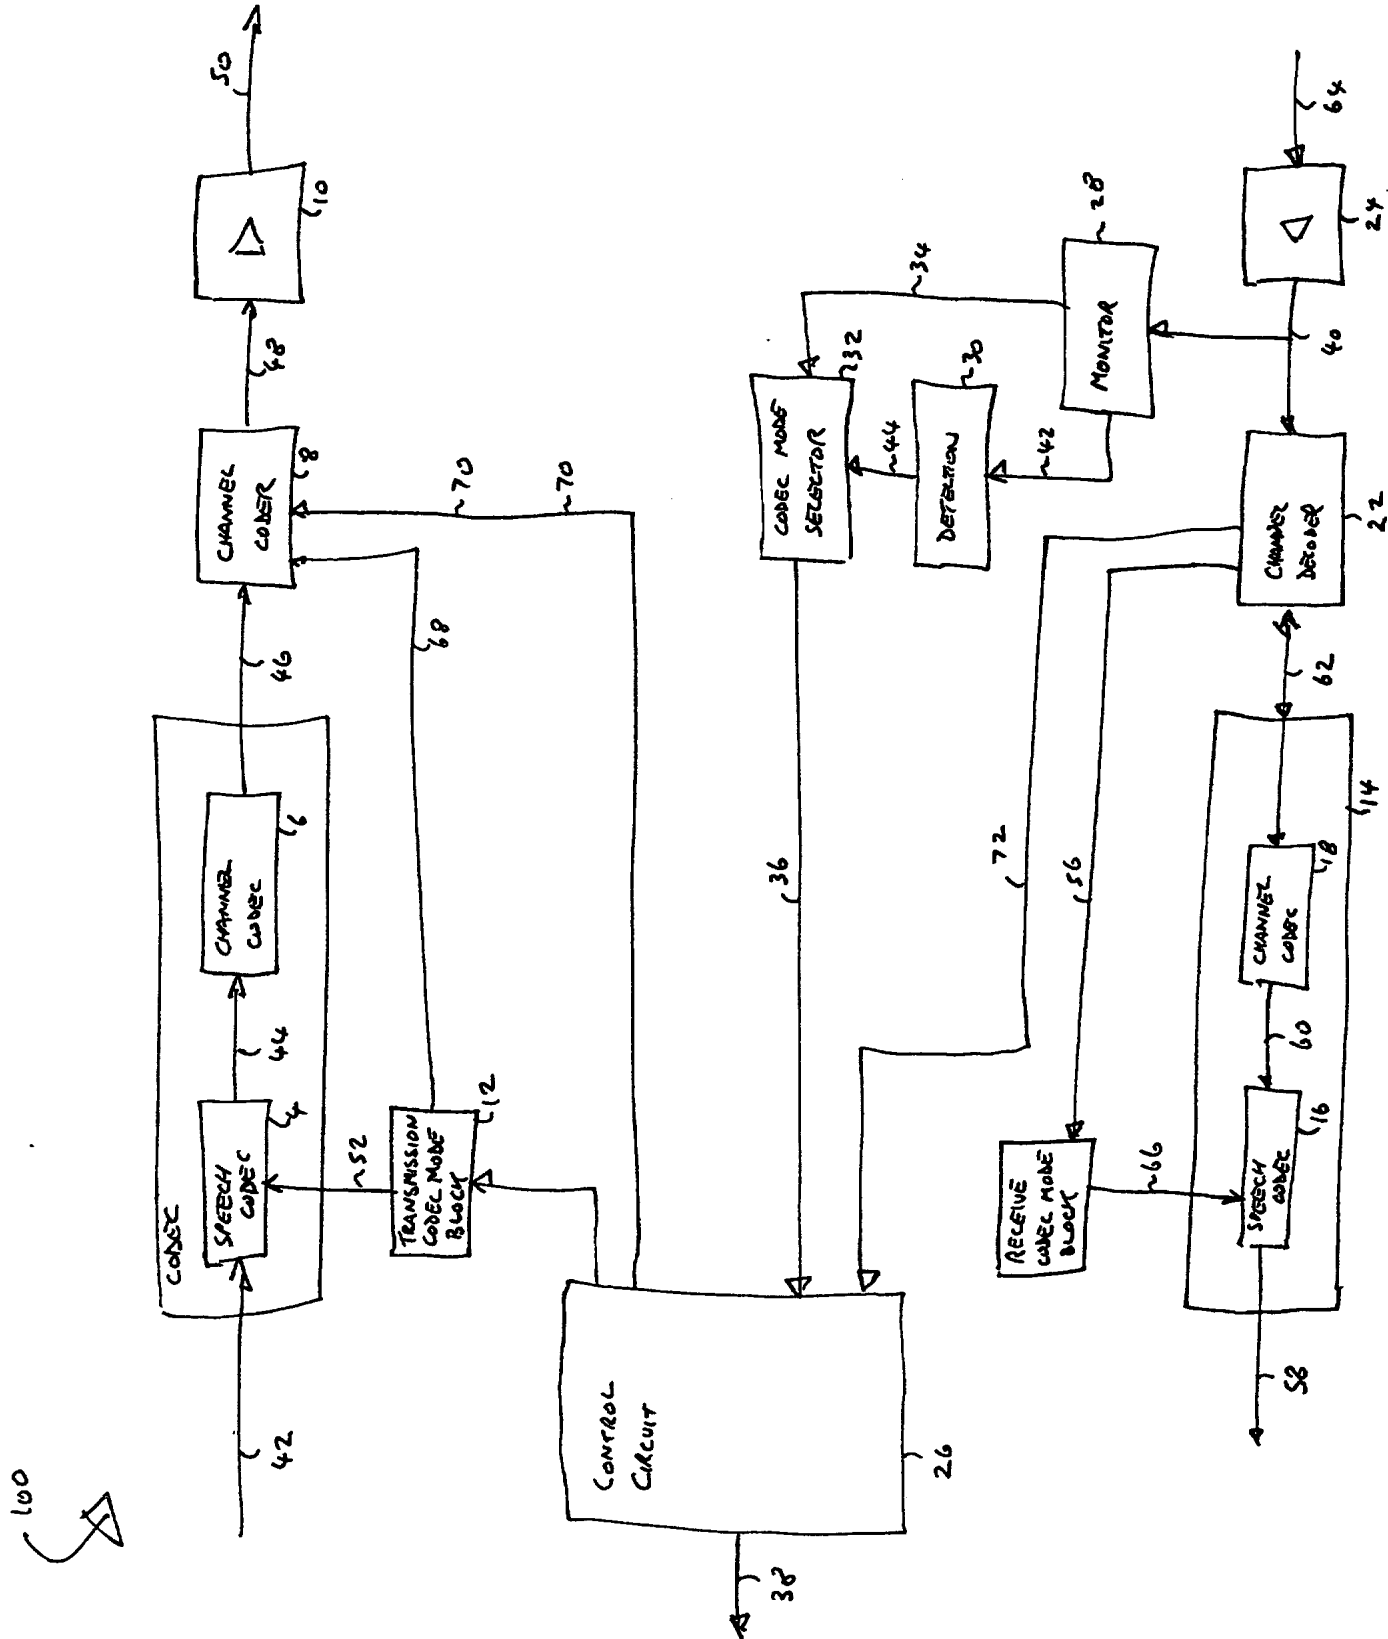 100
42
CODEC
SPEECH
CODEC
4
44
CHANNEL
CODEC
6
46
CHANNEL
CODER
8
48
10
50
52
TRANSMISSION
CODEC MODE
BLOCK
12
68
70
70
CONTROL
CIRCUIT
26
38
36
CODEC MODE
SELECTOR
32
34
44
DETECTION
30
42
MONITOR
28
72
56
RECEIVE
CODEC MODE
BLOCK
66
58
SPEECH
CODEC
16
60
CHANNEL
CODEC
18
14
62
CHANNEL
DECODER
22
40
24
64